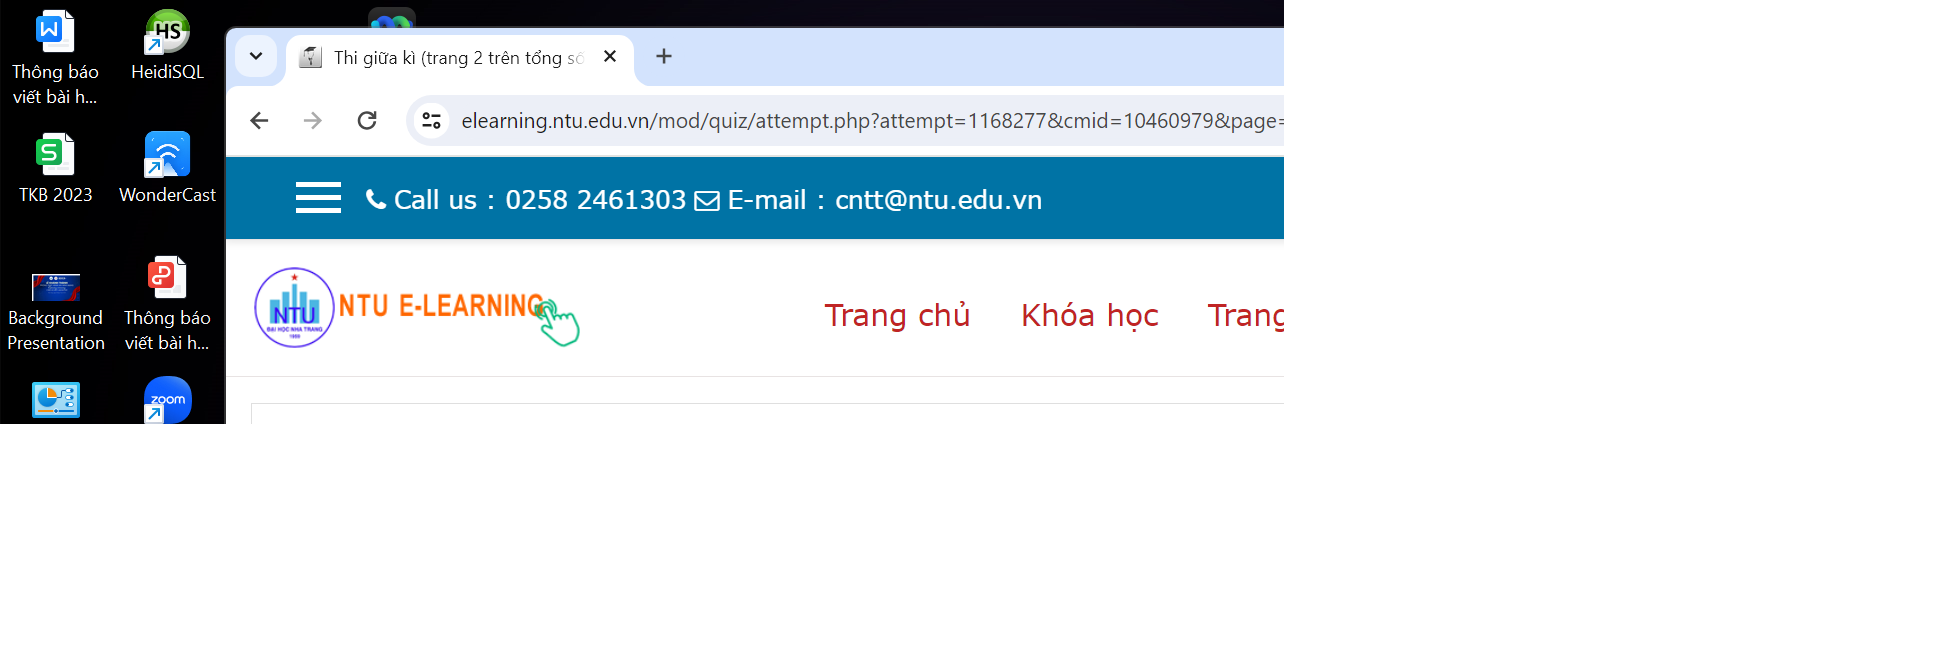 Thông báo
viết bài h...
HeidiSQL
TKB 2023
WonderCast
Background
Presentation
Thông báo
viết bài h...
zoom
Thi giữa kì (trang 2 trên tổng số
elearning.ntu.edu.vn/mod/quiz/attempt.php?attempt=1168277&cmid=10460979&page=
Call us : 0258 2461303 E-mail : cntt@ntu.edu.vn
NTU
ĐẠI HỌC NHA TRANG
1959
NTU E-LEARNING
Trang chủ
Khóa học
Trang